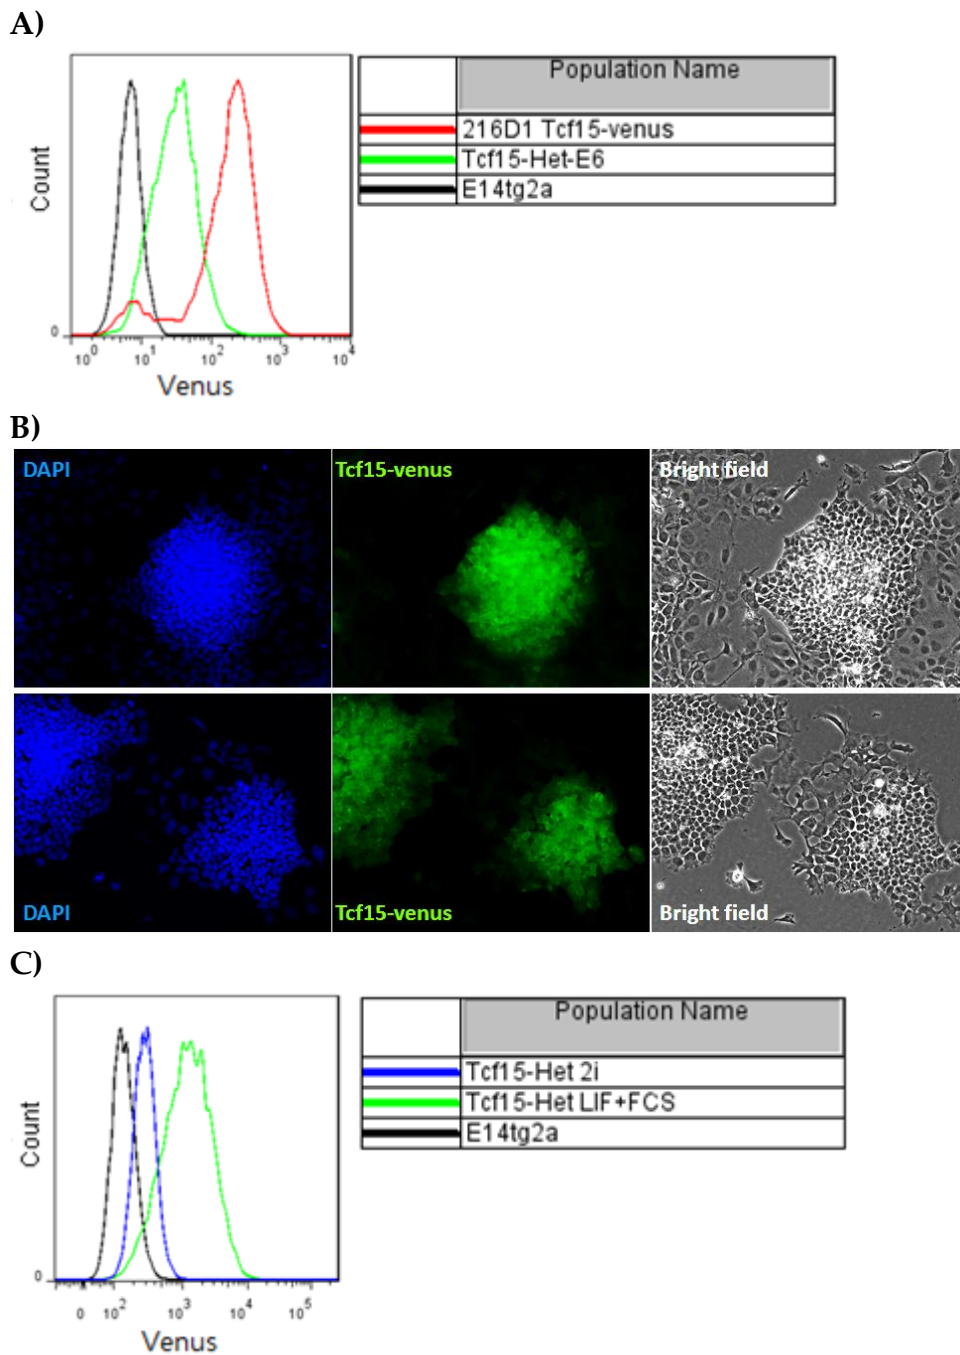 A)
Population Name
216D1 Tcf15-venus
Tcf15-Het-E6
E14tg2a
Count
0
10^0 10^1 10^2 10^3 10^4
Venus
B)
DAPI Tcf15-venus Bright field
DAPI Tcf15-venus Bright field
C)
Population Name
Tcf15-Het 2i
Tcf15-Het LIF+FCS
E14tg2a
Count
0
0 10^2 10^3 10^4 10^5
Venus